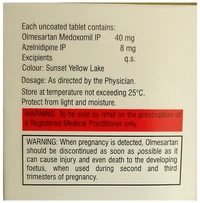 Each uncoated tablet contains:
Olmesartan Medoxomil IP 40 mg
Azelnidipine IP 8 mg
Excipients q.s.
Colour: Sunset Yellow Lake
Dosage: As directed by the Physician.
Store at temperature not exceeding 25°C.
Protect from light and moisture.
WARNING: To be sold by retail on the prescription of
a Registered Medical Practitioner only.
WARNING: When pregnancy is detected, Olmesartan
should be discontinued as soon as possible as it
can cause injury and even death to the developing
foetus, when used during second and third
trimesters of pregnancy.